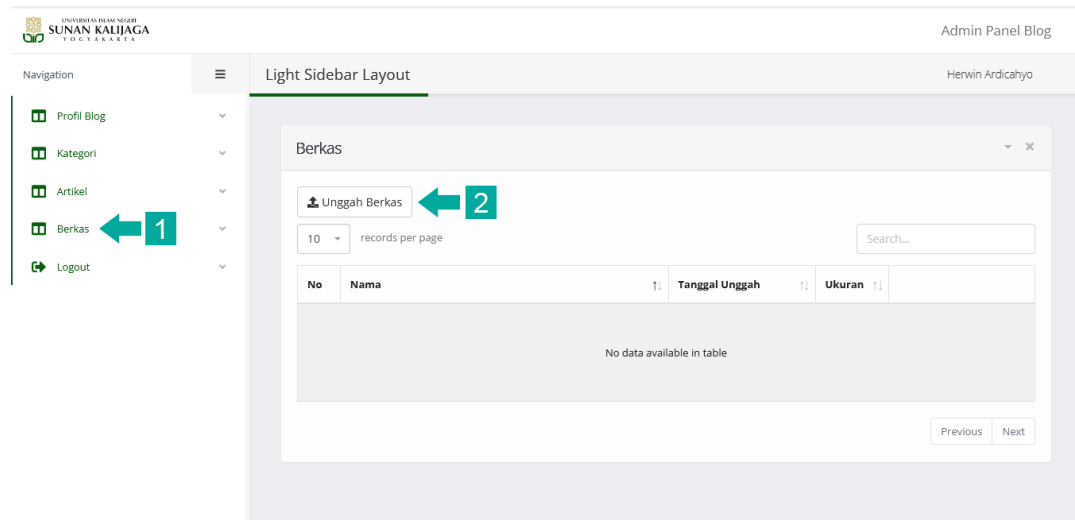 UNIVERSITAS ISLAM NEGERI
SUNAN KALIJAGA
YOGYAKARTA
Admin Panel Blog
Navigation
Light Sidebar Layout
Herwin Ardicahyo
Profil Blog
Kategori
Artikel
Berkas
1
Logout
Berkas
Unggah Berkas
2
10 records per page
Search...
No Nama Tanggal Unggah Ukuran
No data available in table
Previous Next